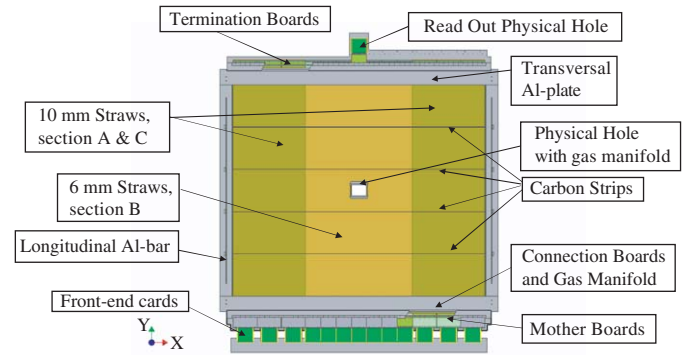 Termination Boards
Read Out Physical Hole
Transversal
Al-plate
10 mm Straws,
section A & C
Physical Hole
with gas manifold
6 mm Straws,
section B
Carbon Strips
Longitudinal Al-bar
Connection Boards
and Gas Manifold
Front-end cards
Mother Boards
Y
X